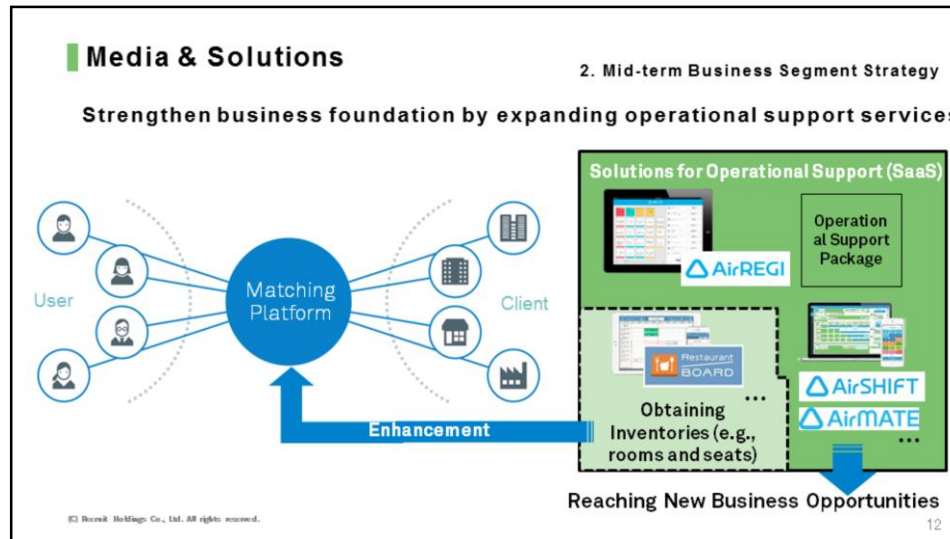 Media & Solutions
2. Mid-term Business Segment Strategy
Strengthen business foundation by expanding operational support services
Solutions for Operational Support (SaaS)
Operation
al Support
Package
AirREGI
User
Matching
Platform
Client
Restaurant
BOARD
...
AirSHIFT
AirMATE
...
Obtaining
Inventories (e.g.,
rooms and seats)
Enhancement
Reaching New Business Opportunities
(C) Recruit Holdings Co., Ltd. All rights reserved.
12